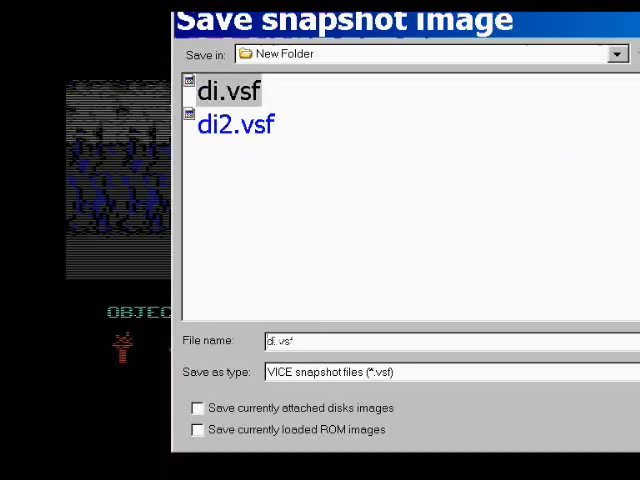 Save snapshot image
Save in: New Folder
di.vsf
di2.vsf
OBJEC
File name: di.vsf
Save as type: VICE snapshot files (*.vsf)
Save currently attached disks images
Save currently loaded ROM images